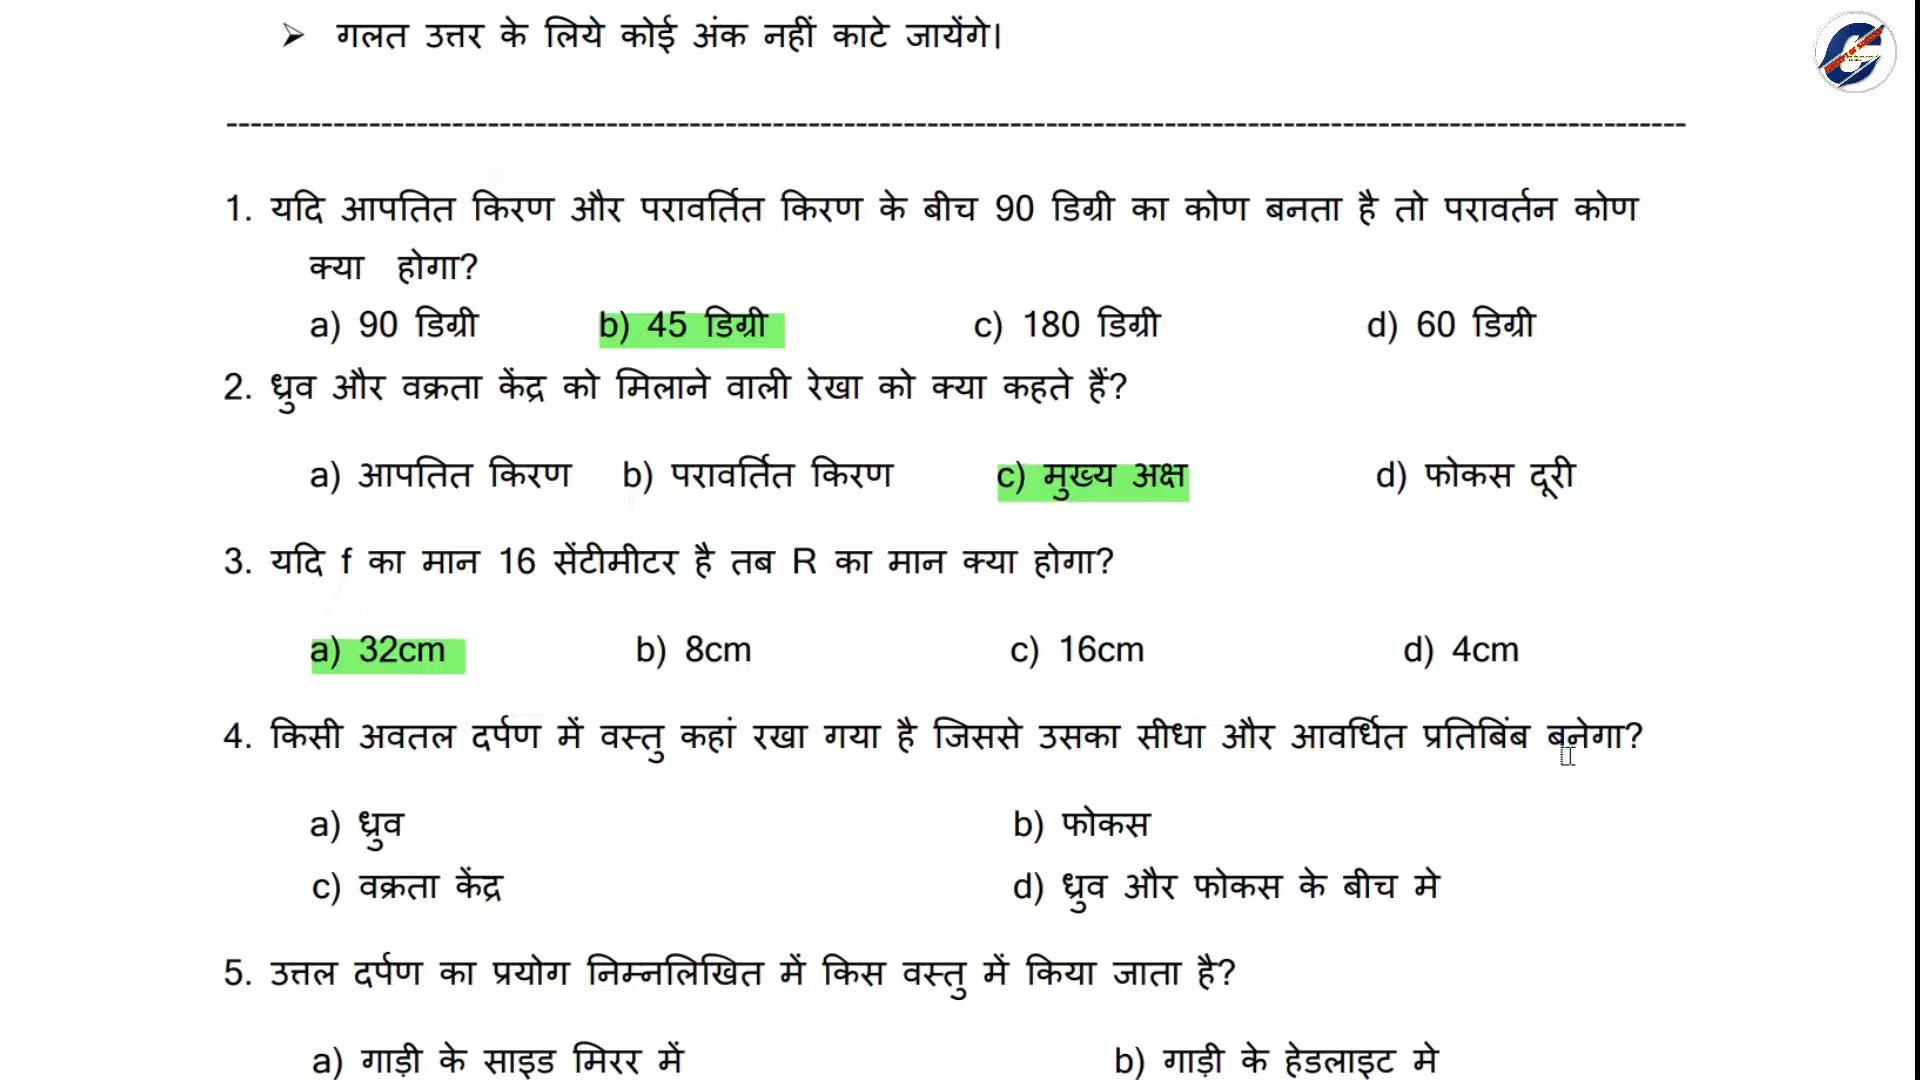 ➢ गलत उत्तर के लिये कोई अंक नहीं काटे जायेंगे।
1. यदि आपतित किरण और परावर्तित किरण के बीच 90 डिग्री का कोण बनता है तो परावर्तन कोण
क्या होगा?
a) 90 डिग्री b) 45 डिग्री c) 180 डिग्री d) 60 डिग्री
2. ध्रुव और वक्रता केंद्र को मिलाने वाली रेखा को क्या कहते हैं?
a) आपतित किरण b) परावर्तित किरण c) मुख्य अक्ष d) फोकस दूरी
3. यदि f का मान 16 सेंटीमीटर है तब R का मान क्या होगा?
a) 32cm b) 8cm c) 16cm d) 4cm
4. किसी अवतल दर्पण में वस्तु कहां रखा गया है जिससे उसका सीधा और आवर्धित प्रतिबिंब बनेगा?
a) ध्रुव b) फोकस
c) वक्रता केंद्र d) ध्रुव और फोकस के बीच मे
5. उत्तल दर्पण का प्रयोग निम्नलिखित में किस वस्तु में किया जाता है?
a) गाड़ी के साइड मिरर में b) गाड़ी के हेडलाइट मे